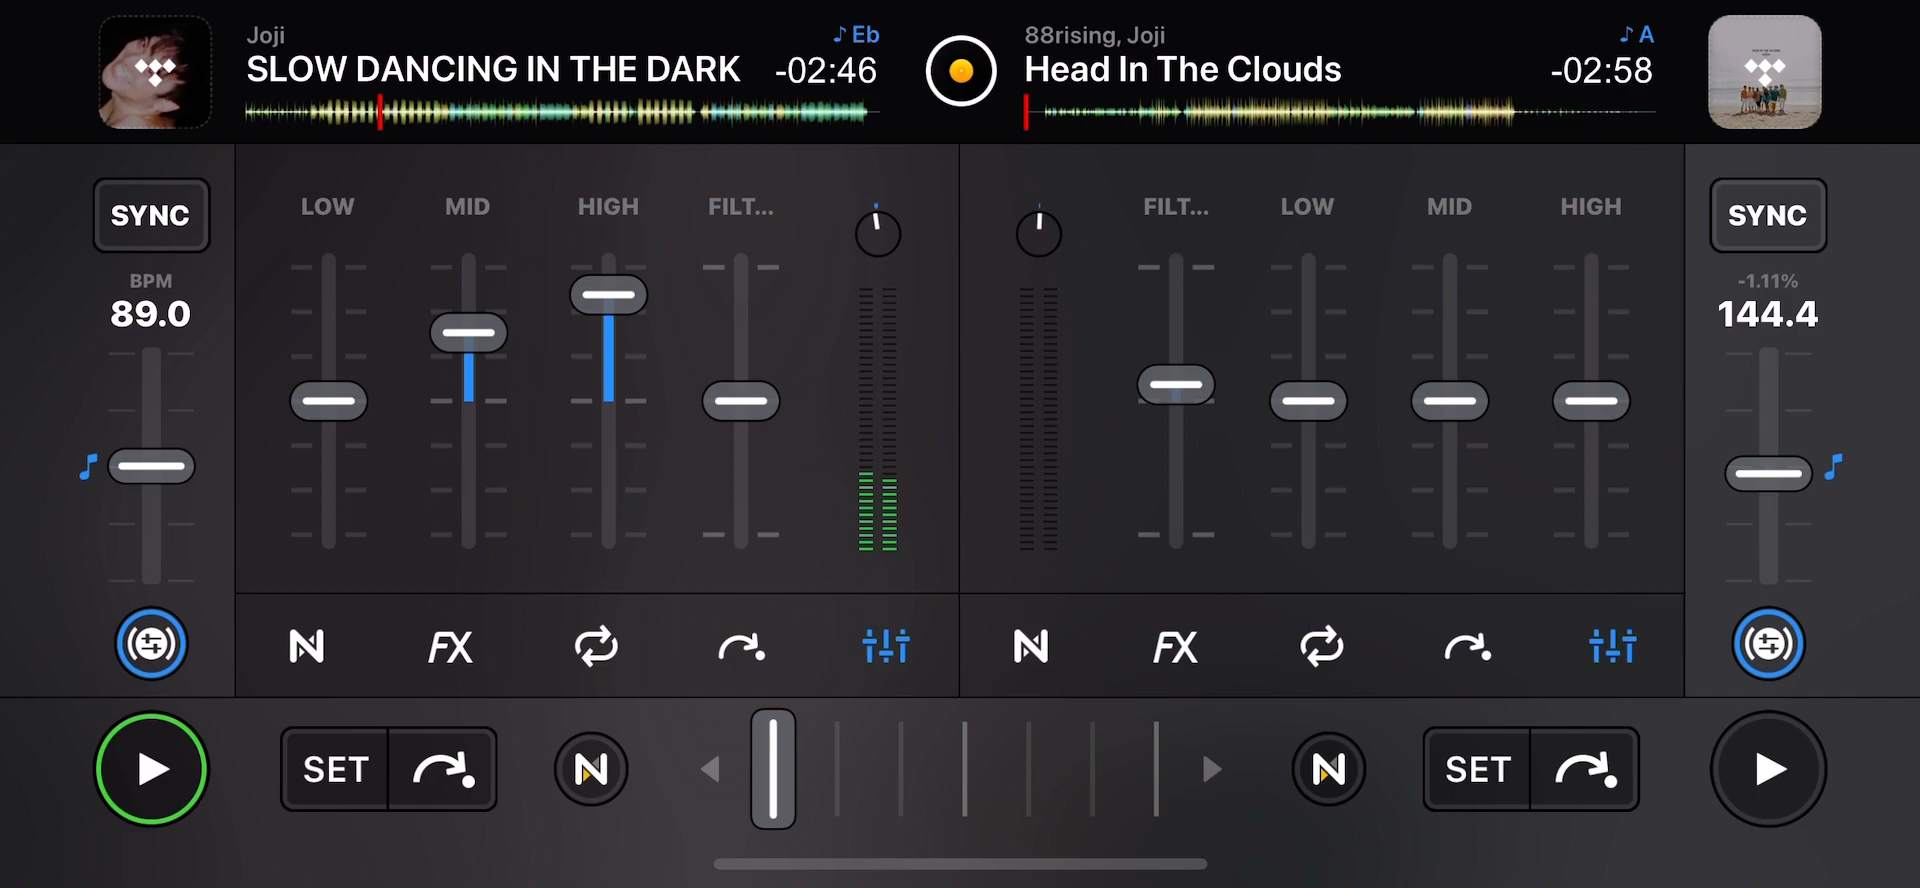 Joji
♪ Eb
SLOW DANCING IN THE DARK
-02:46
88rising, Joji
♪ A
Head In The Clouds
-02:58
SYNC
BPM
89.0
LOW
MID
HIGH
FILT...
FILT...
LOW
MID
HIGH
SYNC
-1.11%
144.4
N
FX
N
FX
SET
N
N
SET